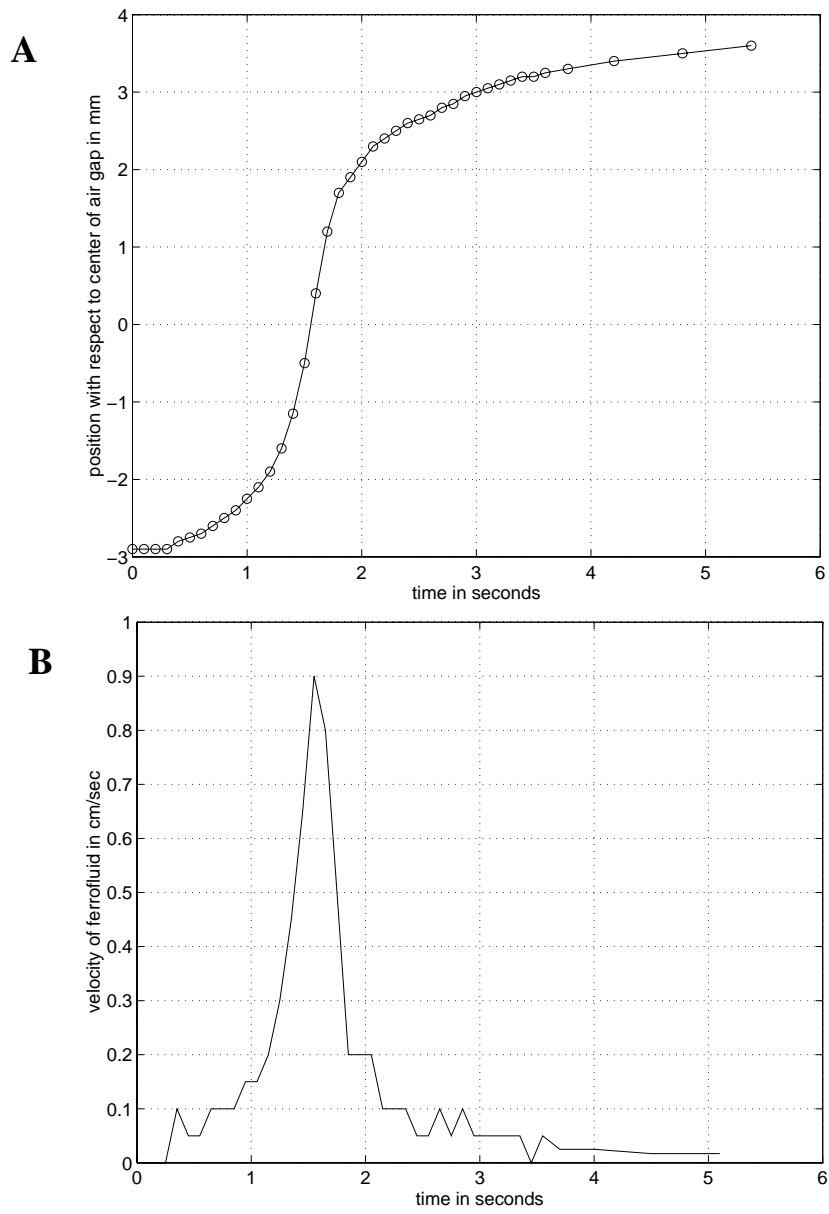 A
position with respect to center of air gap in mm
4
3
2
1
0
−1
−2
−3
0 1 2 3 4 5 6
time in seconds
B
velocity of ferrofluid in cm/sec
1
0.9
0.8
0.7
0.6
0.5
0.4
0.3
0.2
0.1
0
0 1 2 3 4 5 6
time in seconds